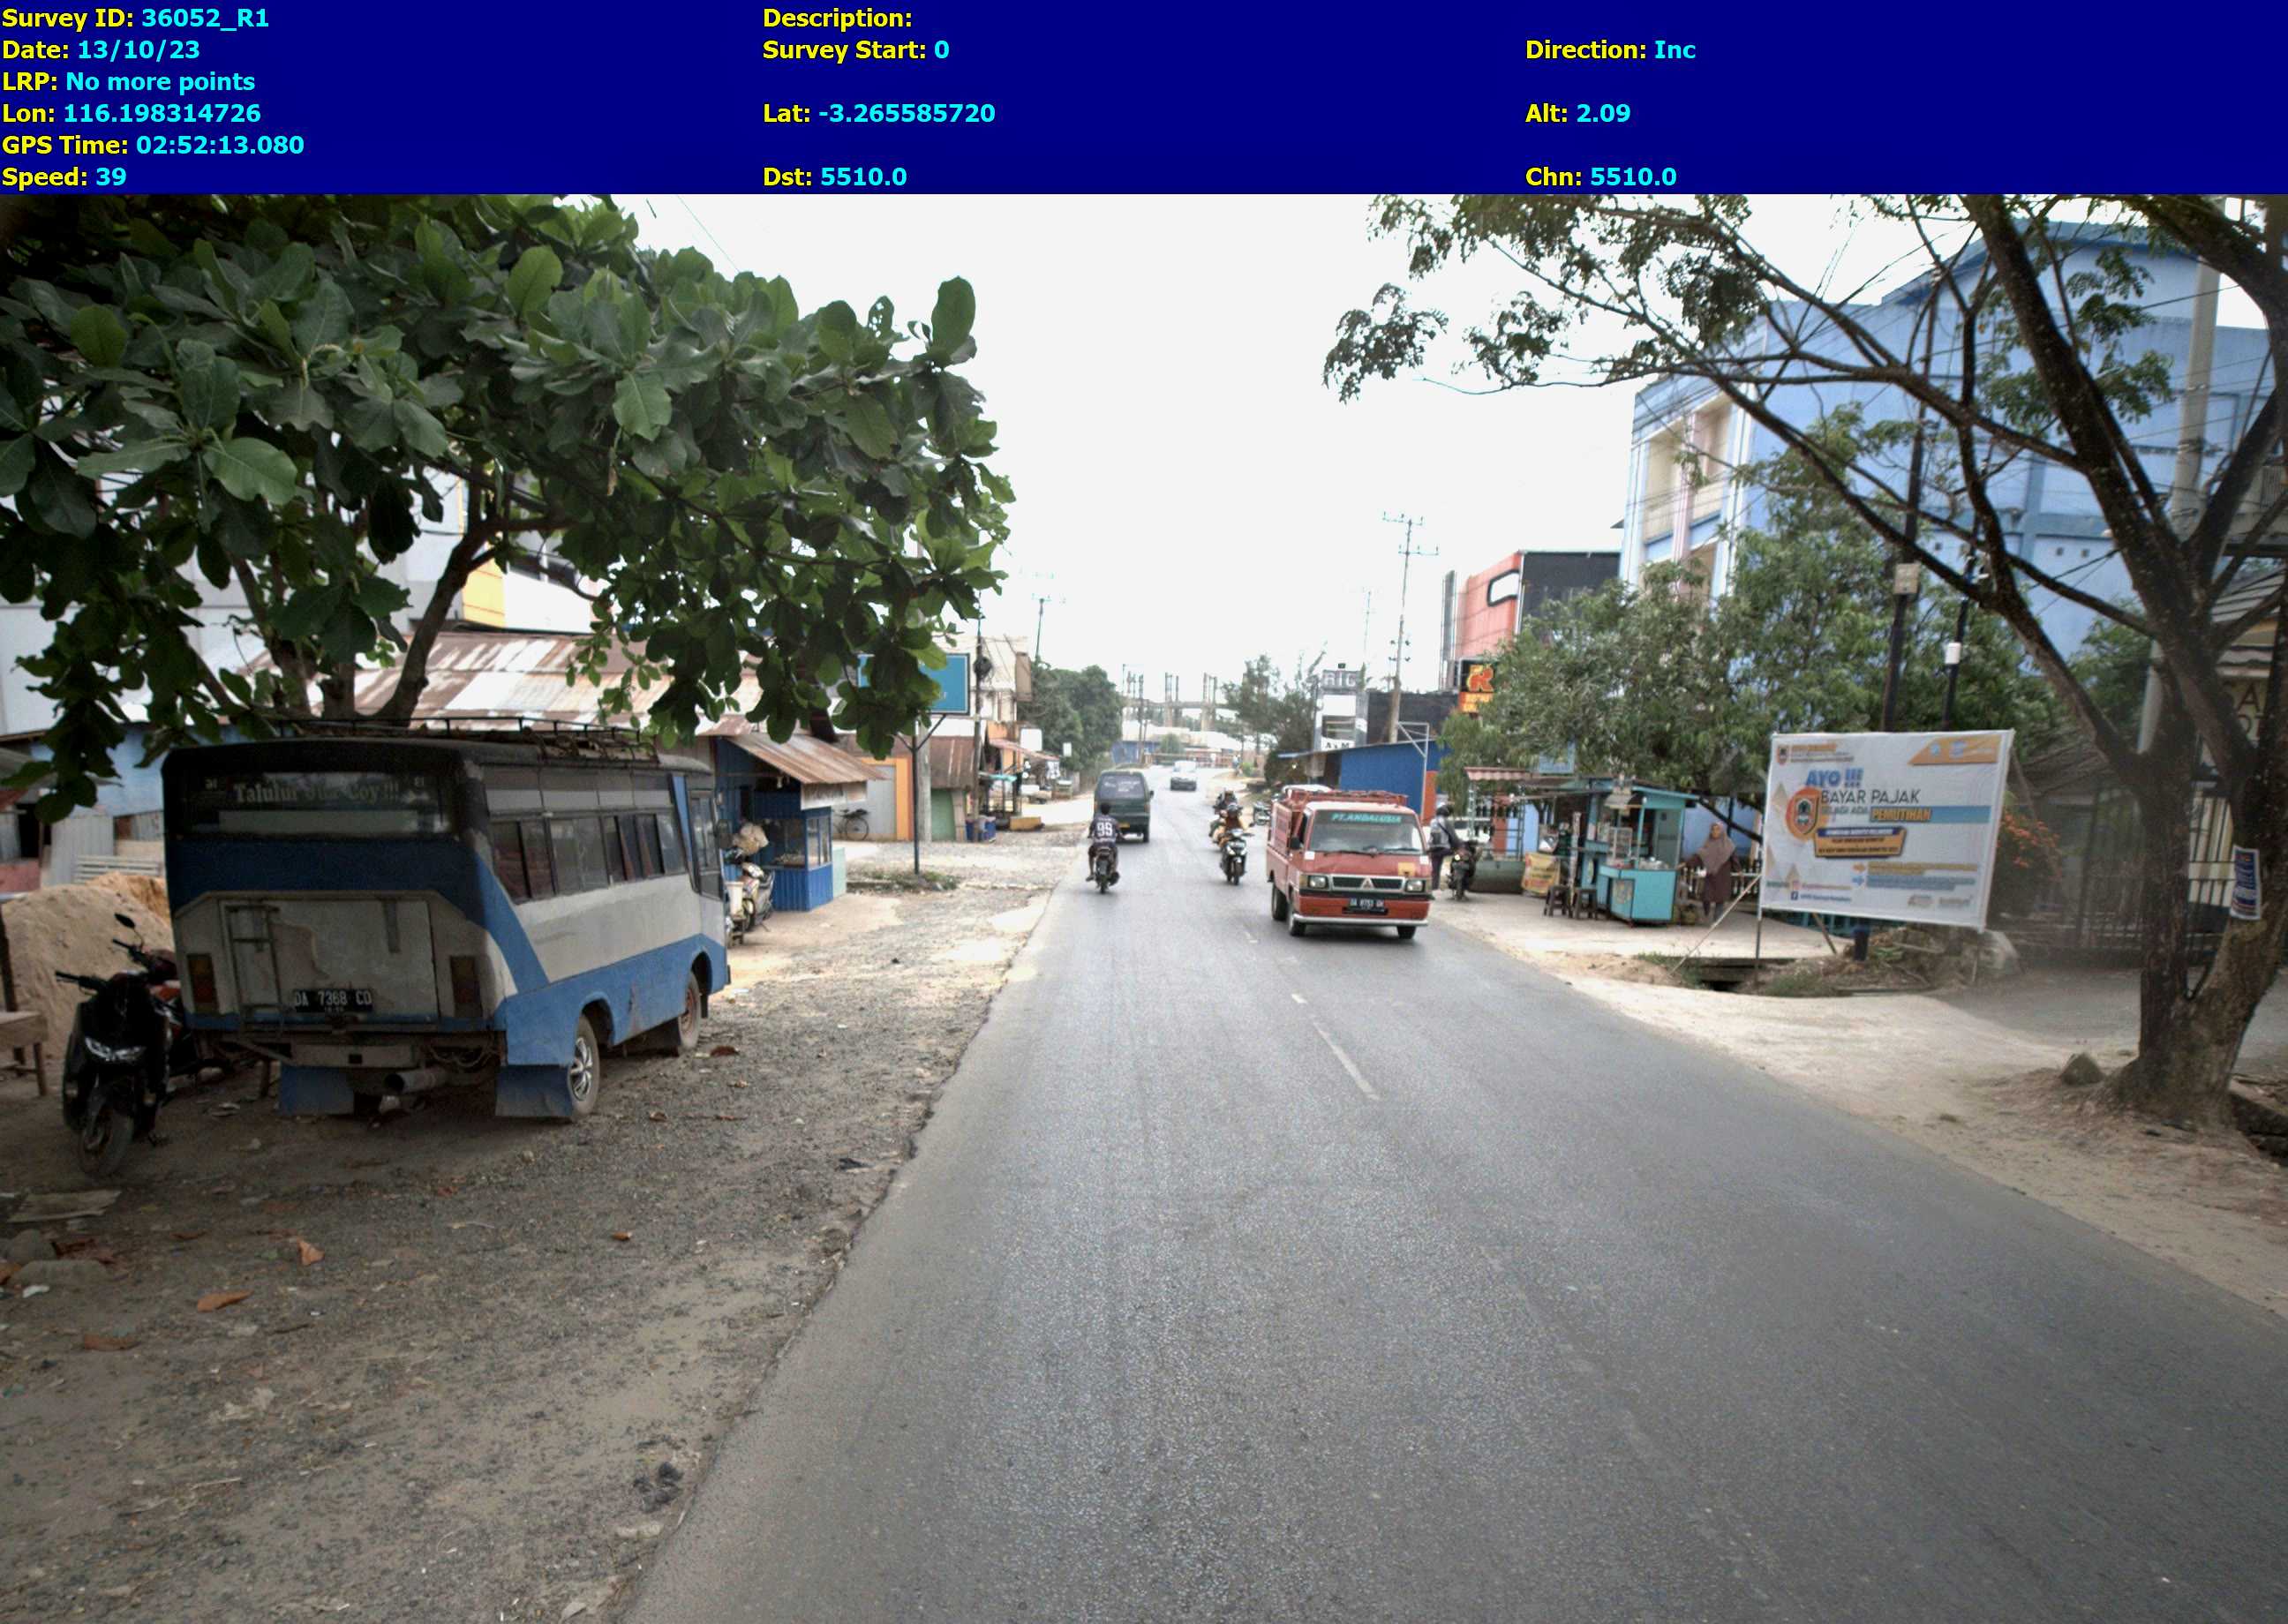 Survey ID: 36052_R1
Description:
Date: 13/10/23
Survey Start: 0
Direction: Inc
LRP: No more points
Lon: 116.198314726
Lat: -3.265585720
Alt: 2.09
GPS Time: 02:52:13.080
Speed: 39
Dst: 5510.0
Chn: 5510.0
Talulur
DA 7368 CD
99
PT.ANDALUSIA
AYO !!!
BAYAR PAJAK
PEMUTIHAN